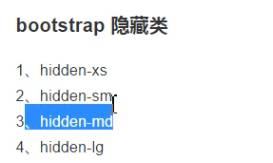 bootstrap 隐藏类
1、hidden-xs
2、hidden-sm
3、hidden-md
4、hidden-lg